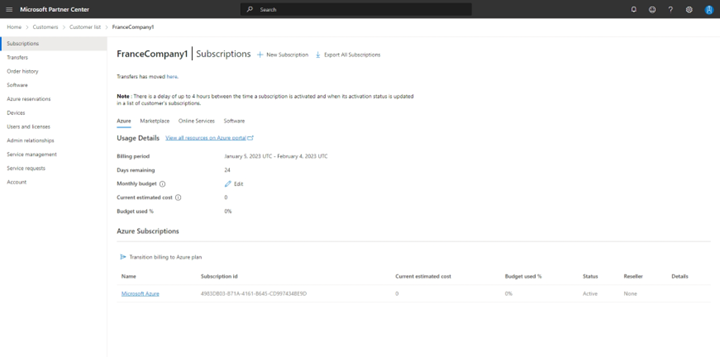 Microsoft Partner Center
Search
Home > Customers > Customer list > FranceCompany1
Subscriptions
Transfers
Order history
Software
Azure reservations
Devices
Users and licenses
Admin relationships
Service management
Service requests
Account
FranceCompany1 | Subscriptions
New Subscription
Export All Subscriptions
Transfers has moved here.
Note : There is a delay of up to 4 hours between the time a subscription is activated and when its activation status is updated
in a list of customer's subscriptions.
Azure Marketplace Online Services Software
Usage Details View all resources on Azure portal
Billing period January 5, 2023 UTC - February 4, 2023 UTC
Days remaining 24
Monthly budget Edit
Current estimated cost 0
Budget used % 0%
Azure Subscriptions
Transition billing to Azure plan
Name Subscription id Current estimated cost Budget used % Status Reseller Details
Microsoft Azure 0 0% Active None